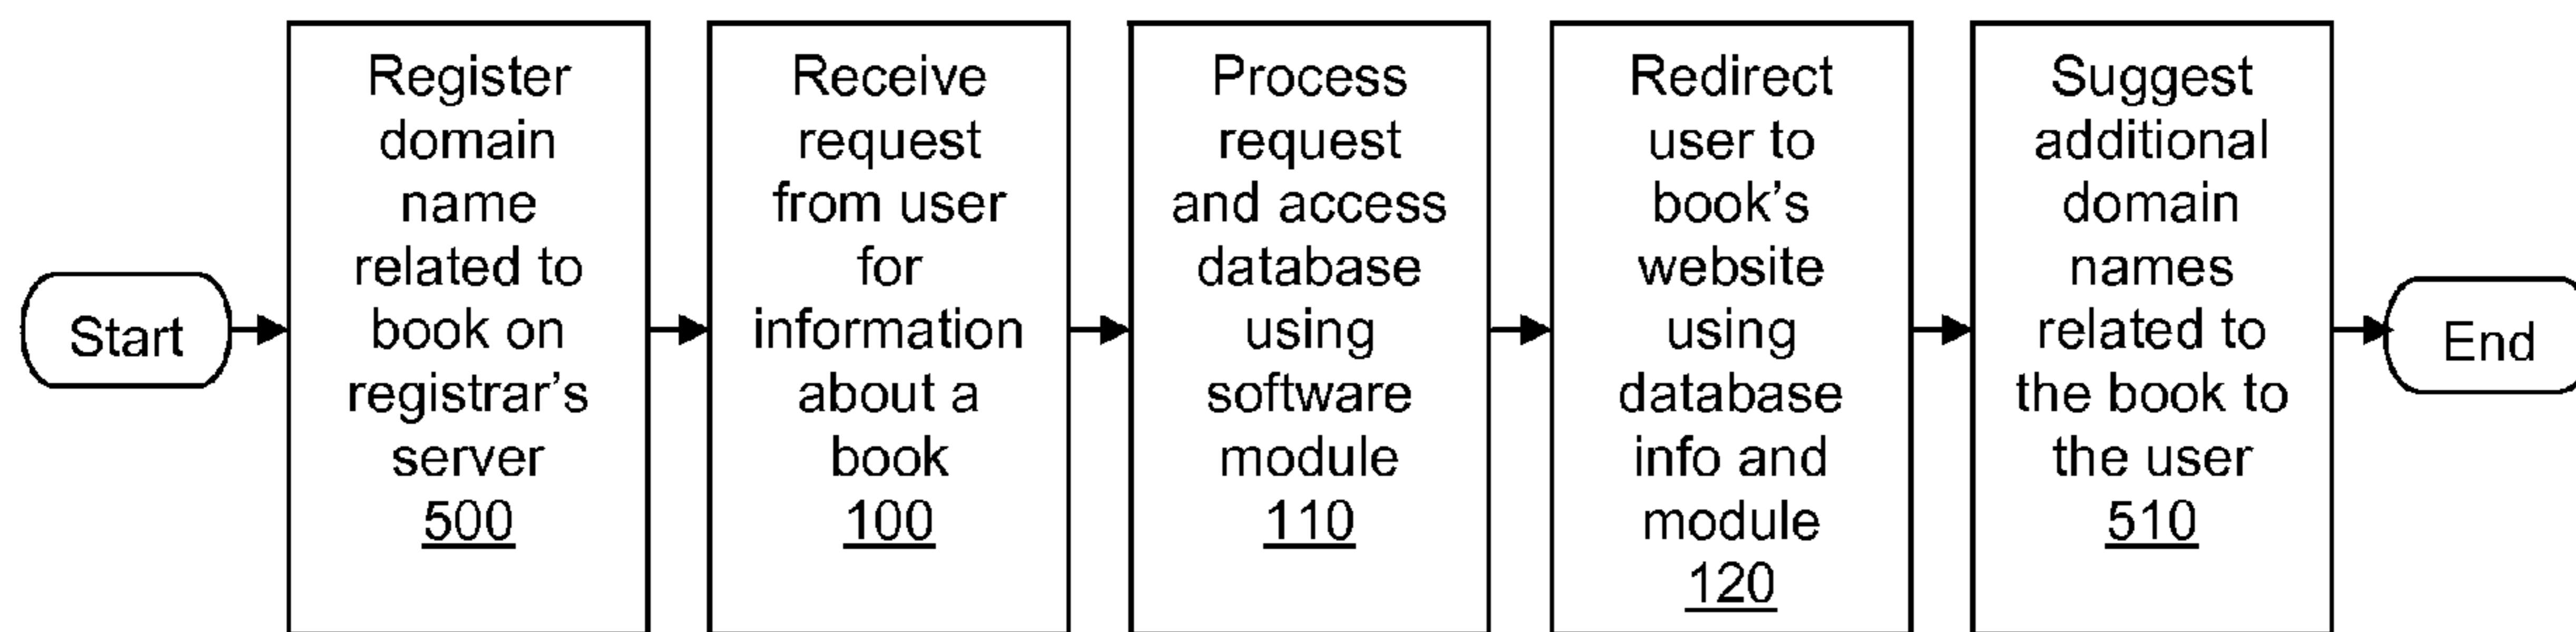 Start
Register
domain
name
related to
book on
registrar's
server
500
Receive
request
from user
for
information
about a
book
100
Process
request
and access
database
using
software
module
110
Redirect
user to
book's
website
using
database
info and
module
120
Suggest
additional
domain
names
related to
the book to
the user
510
End